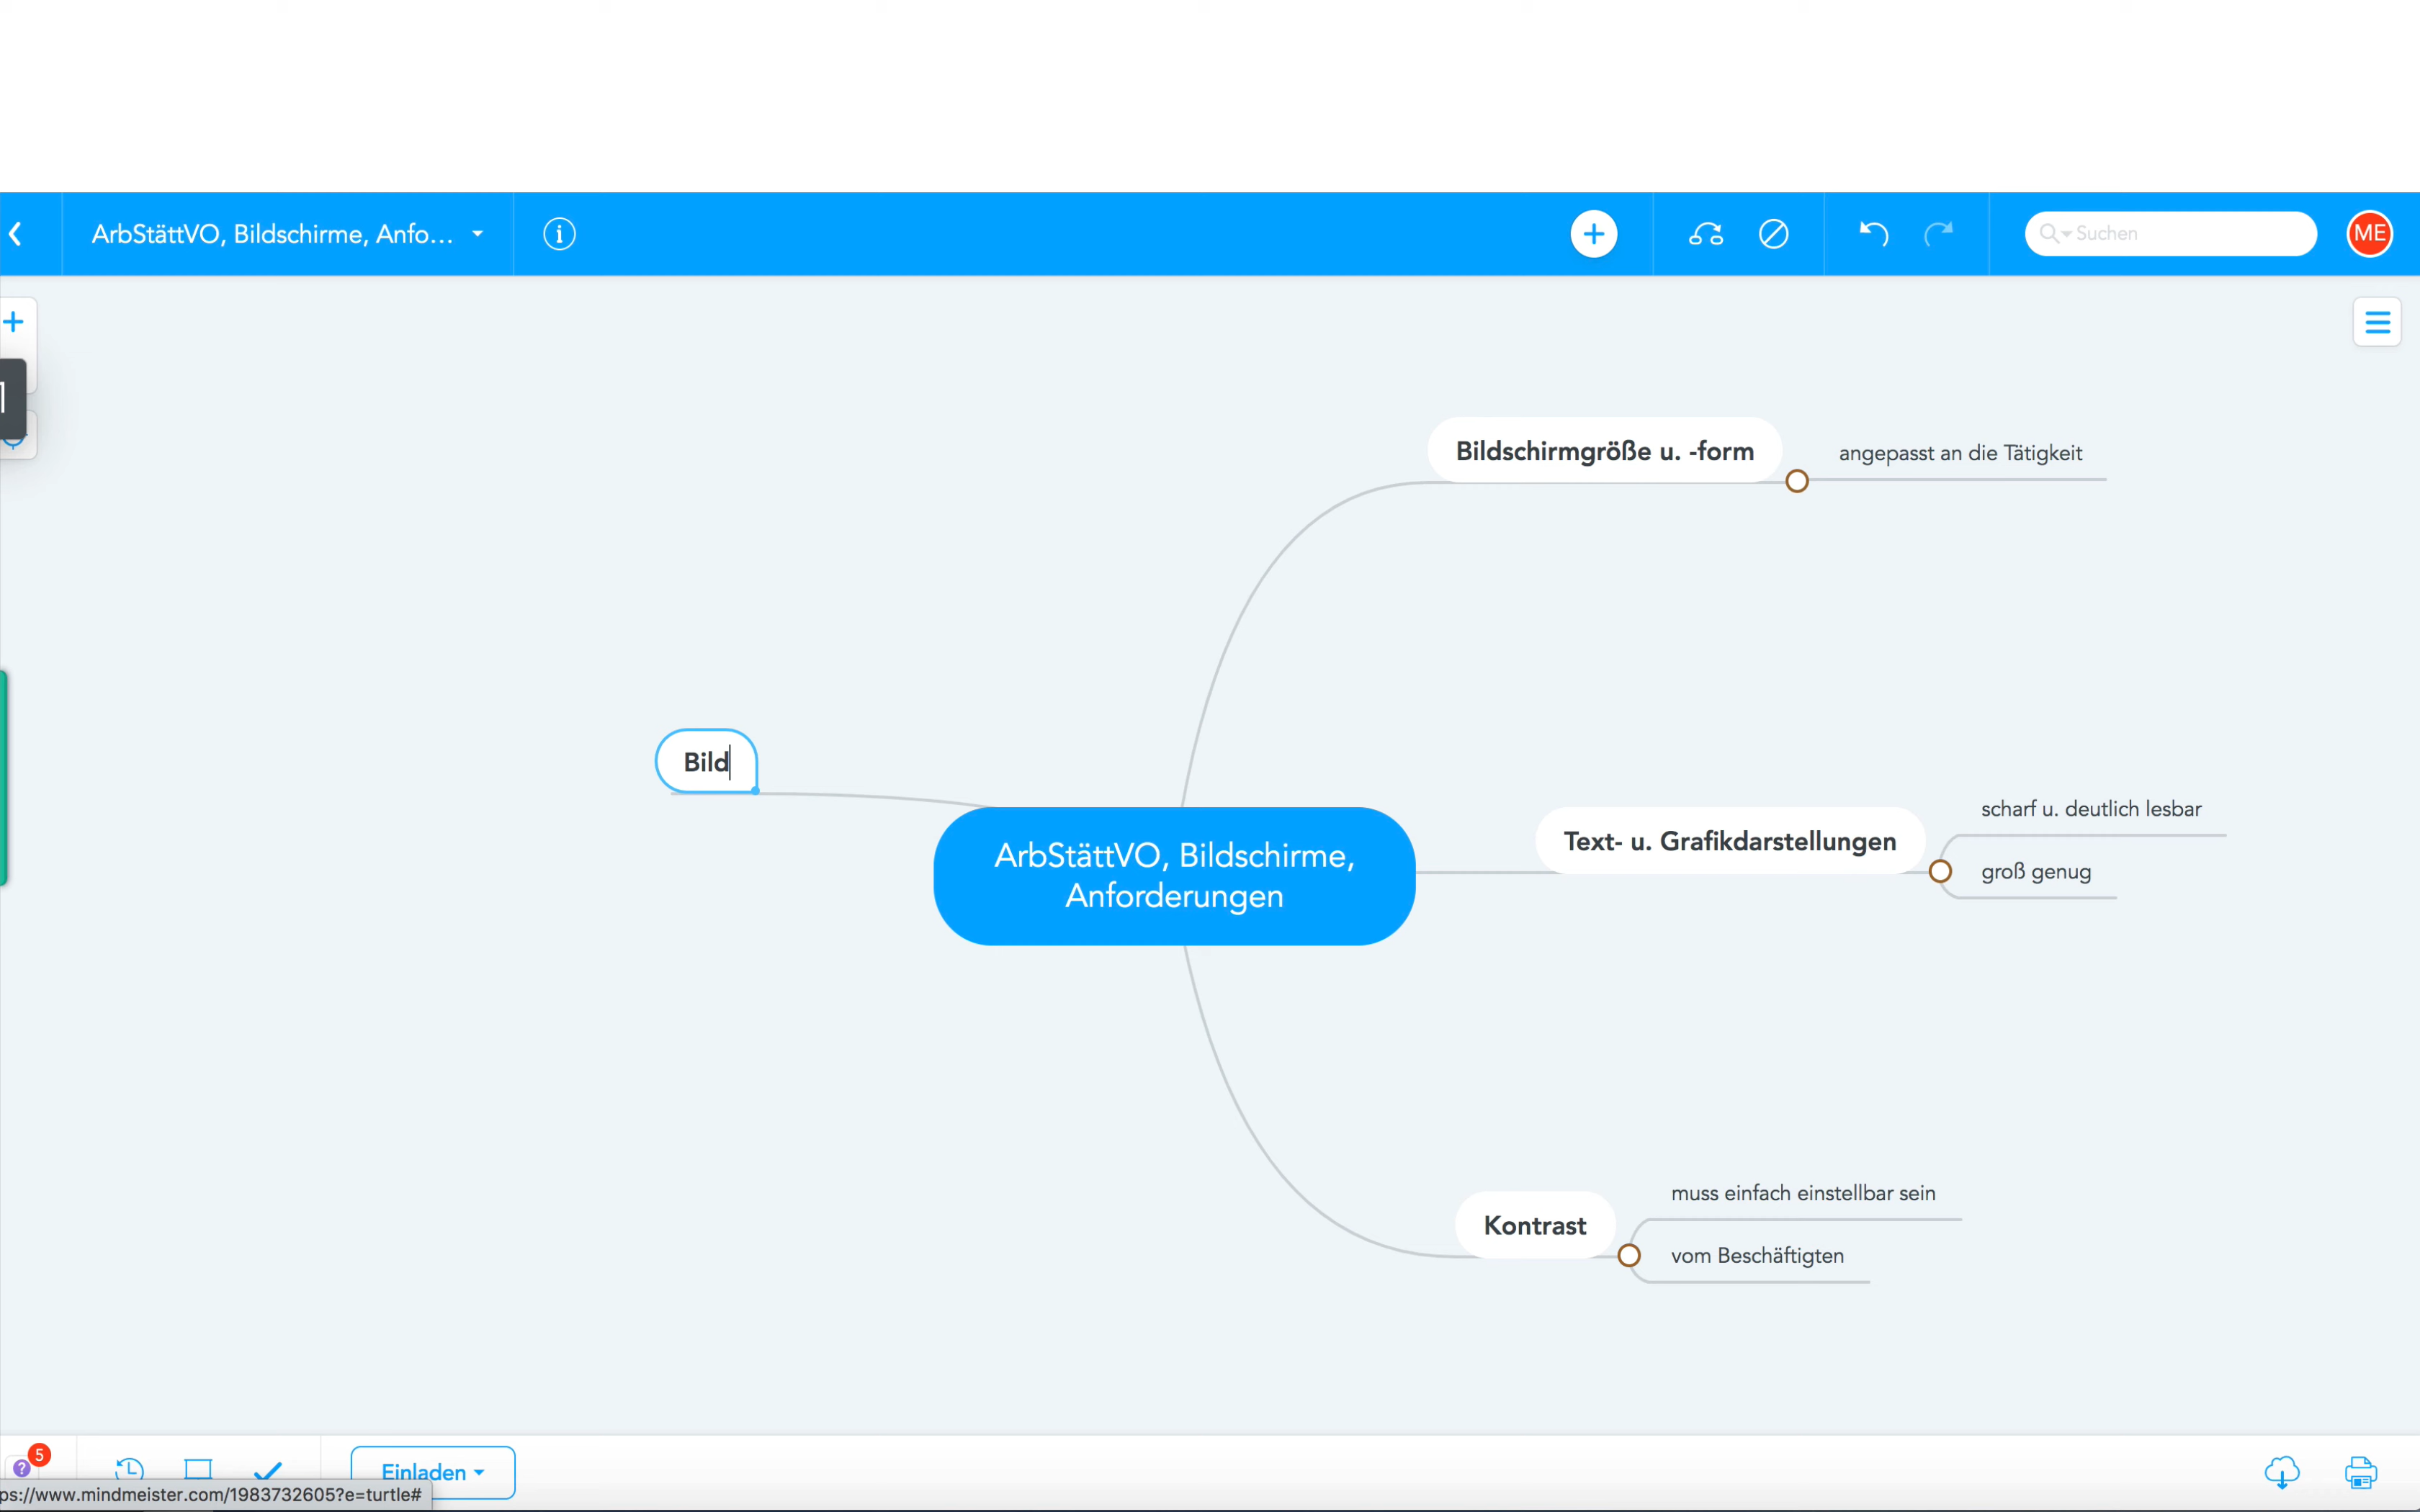 ArbStättVO, Bildschirme, Anfo...
Suchen
ME
Bildschirmgröße u. -form
angepasst an die Tätigkeit
Bild
ArbStättVO, Bildschirme,
Anforderungen
Text- u. Grafikdarstellungen
scharf u. deutlich lesbar
groß genug
Kontrast
muss einfach einstellbar sein
vom Beschäftigten
5
?
Einladen
ps://www.mindmeister.com/1983732605?e=turtle#